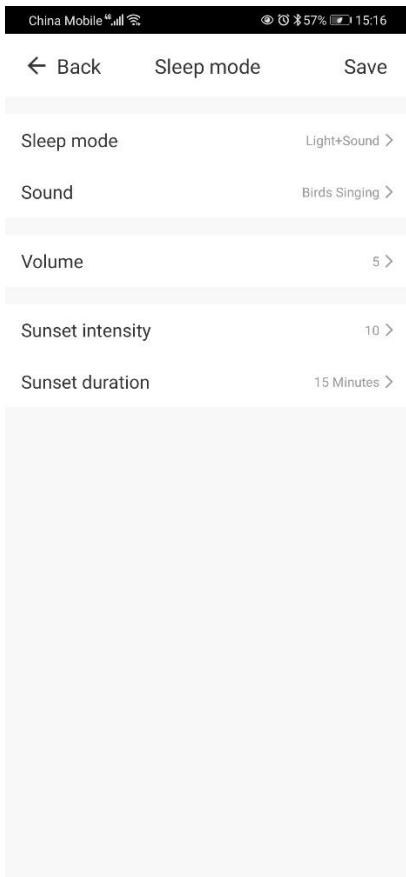 China Mobile 57% 15:16
Back Sleep mode Save
Sleep mode Light+Sound
Sound Birds Singing
Volume 5
Sunset intensity 10
Sunset duration 15 Minutes